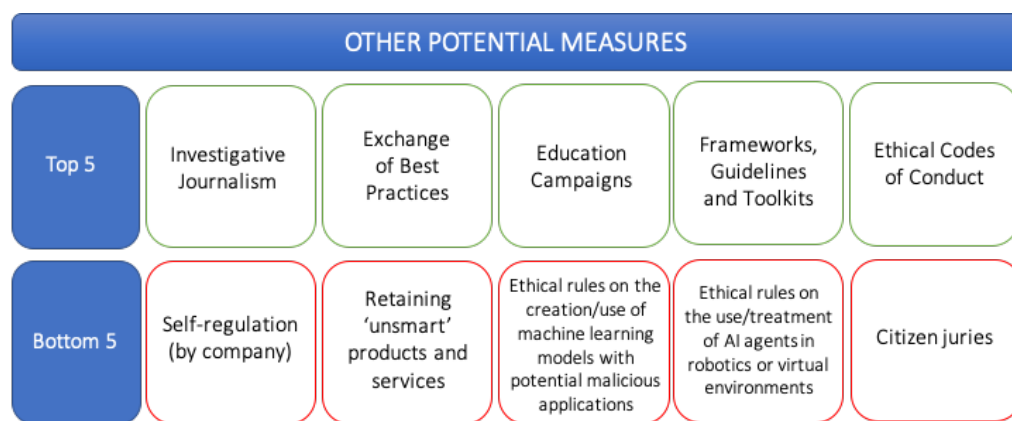 OTHER POTENTIAL MEASURES
Top 5
Investigative
Journalism
Exchange
of Best
Practices
Education
Campaigns
Frameworks,
Guidelines
and Toolkits
Ethical Codes
of Conduct
Bottom 5
Self-regulation
(by company)
Retaining
‘unsmart’
products and
services
Ethical rules on the
creation/use of
machine learning
models with
potential malicious
applications
Ethical rules on
the use/treatment
of AI agents in
robotics or virtual
environments
Citizen juries